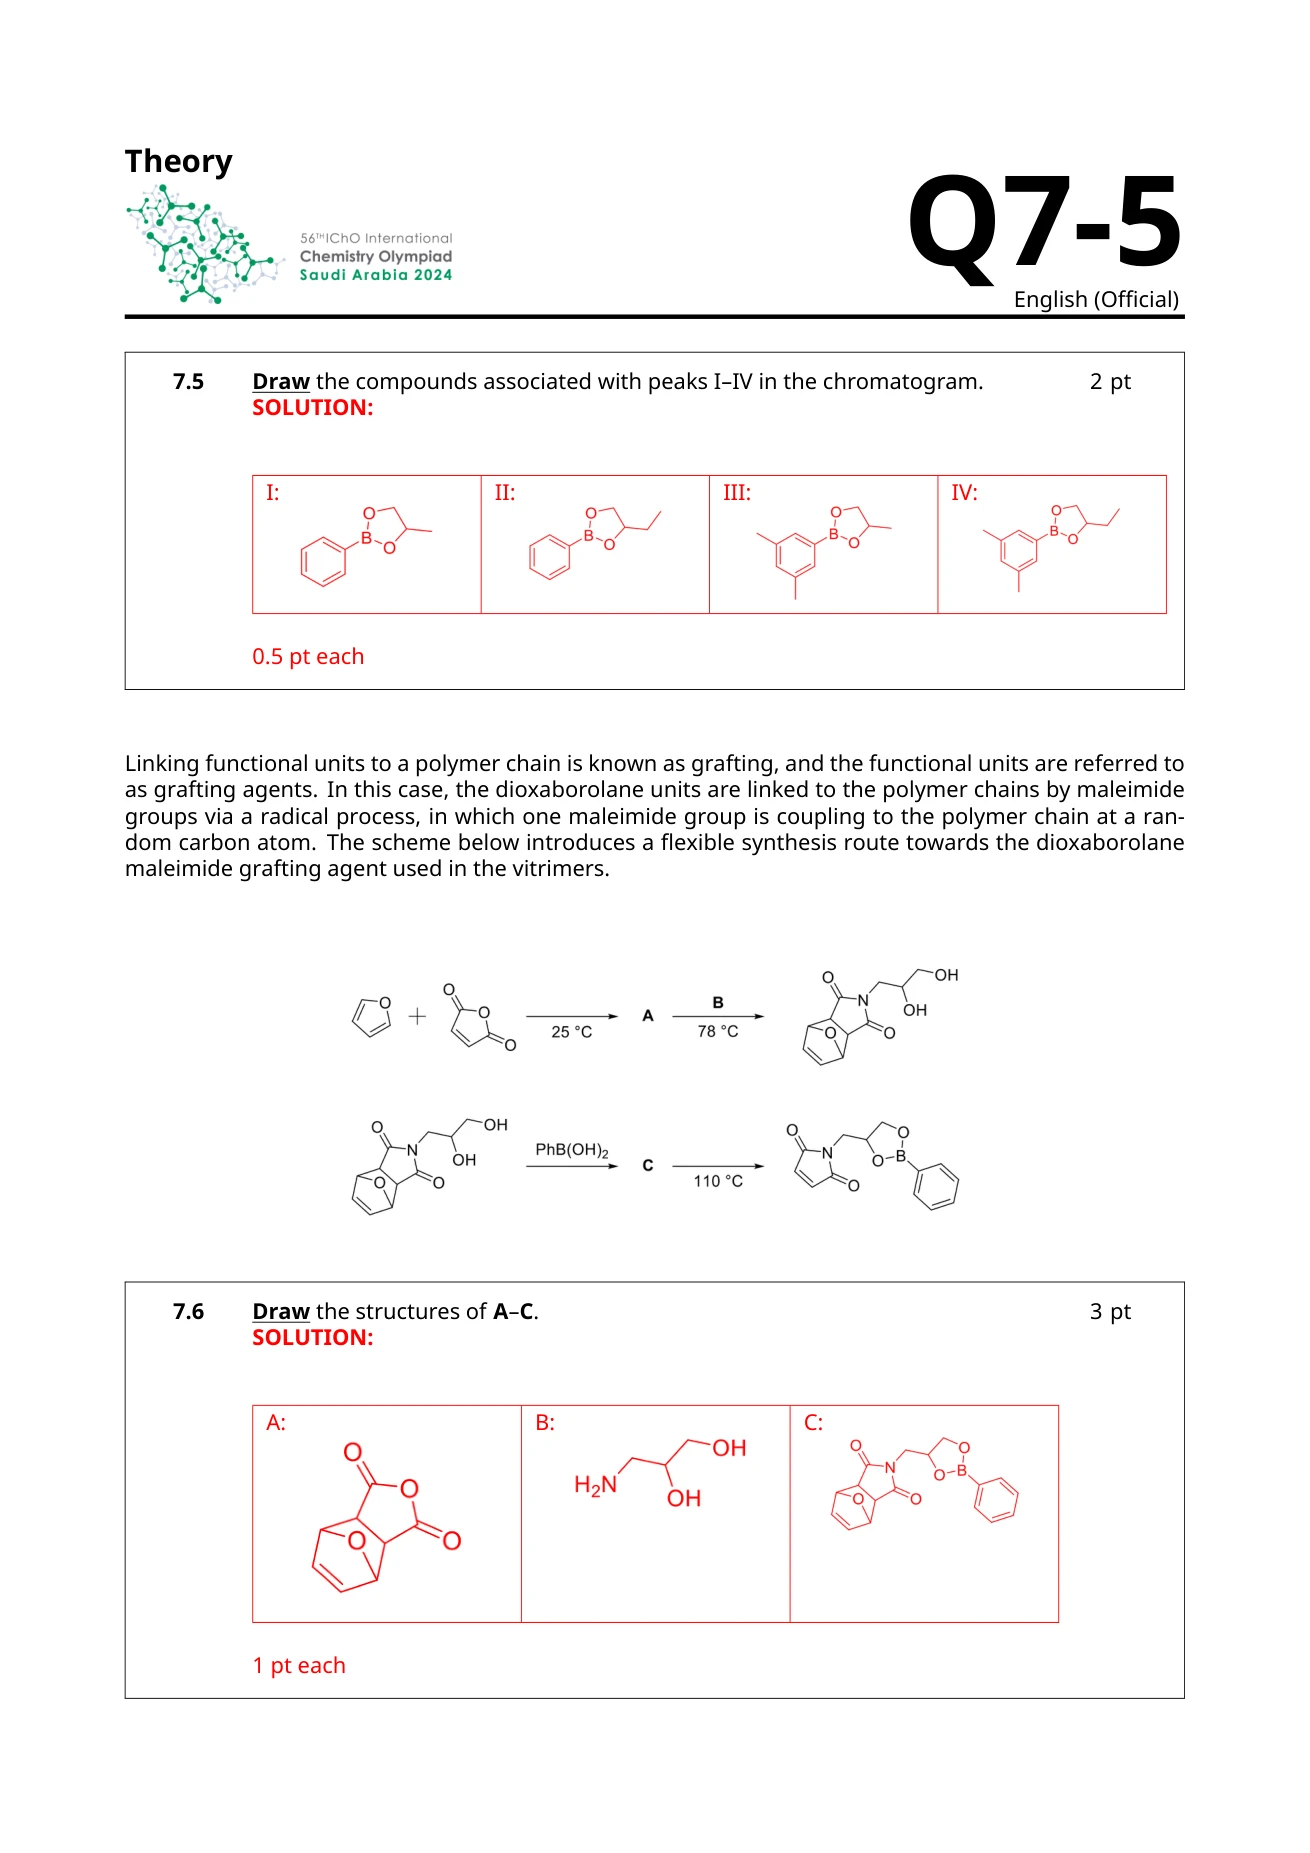 Theory
Q7-5
56ᵀᴴIChO International
Chemistry Olympiad
Saudi Arabia 2024
English (Official)
7.5 Draw the compounds associated with peaks I–IV in the chromatogram. 2 pt
SOLUTION:
I: II: III: IV:
O O O O
B B B B
O O O O
0.5 pt each
Linking functional units to a polymer chain is known as grafting, and the functional units are referred to
as grafting agents. In this case, the dioxaborolane units are linked to the polymer chains by maleimide
groups via a radical process, in which one maleimide group is coupling to the polymer chain at a ran-
dom carbon atom. The scheme below introduces a flexible synthesis route towards the dioxaborolane
maleimide grafting agent used in the vitrimers.
O OH
O O B N
O + O A OH
25 °C 78 °C O O
O
O OH O O
N PhB(OH)₂ N B
OH C O
O O 110 °C O
7.6 Draw the structures of A–C. 3 pt
SOLUTION:
A: B: C:
O OH O O
O H₂N N B
OH O
O O O O
1 pt each